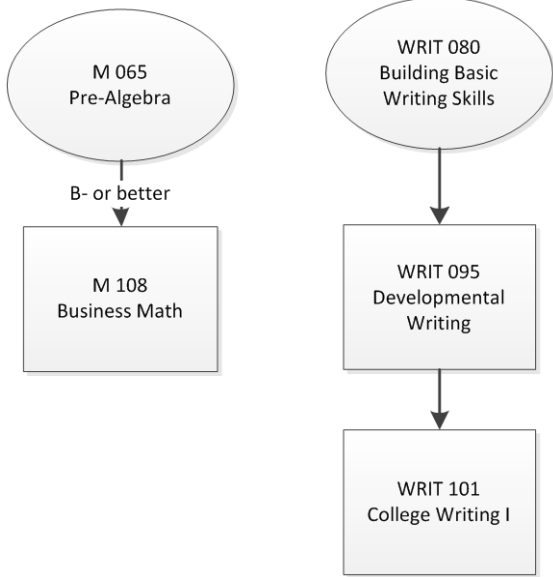 M 065
Pre-Algebra
B- or better
M 108
Business Math
WRIT 080
Building Basic
Writing Skills
WRIT 095
Developmental
Writing
WRIT 101
College Writing I